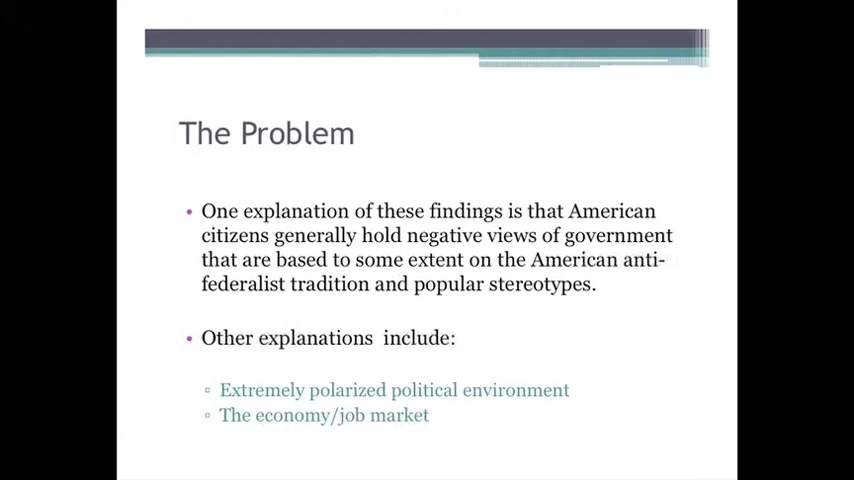 The Problem
• One explanation of these findings is that American
citizens generally hold negative views of government
that are based to some extent on the American anti-
federalist tradition and popular stereotypes.
• Other explanations  include:
▫ Extremely polarized political environment
▫ The economy/job market